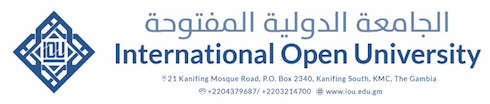 الجامعة الدولية المفتوحة
IOU
International Open University
21 Kanifing Mosque Road, P.O. Box 2340, Kanifing South, KMC, The Gambia
+2204379687/ +2203214700 www.iou.edu.gm